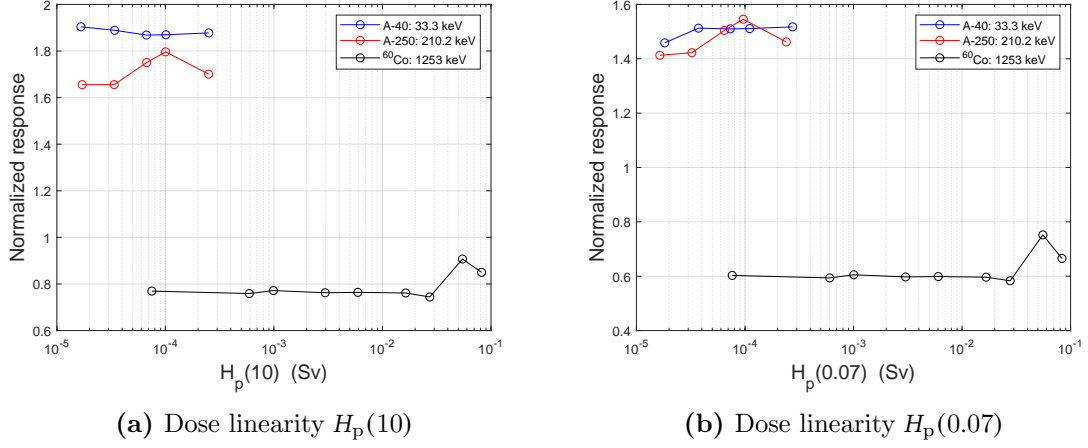 2
1.8
1.6
1.4
1.2
1
0.8
0.6
Normalized response
A-40: 33.3 keV
A-250: 210.2 keV
⁶⁰Co: 1253 keV
10⁻⁵ 10⁻⁴ 10⁻³ 10⁻² 10⁻¹
Hₚ(10) (Sv)
(a) Dose linearity Hₚ(10)
1.6
1.4
1.2
1
0.8
0.6
0.4
Normalized response
A-40: 33.3 keV
A-250: 210.2 keV
⁶⁰Co: 1253 keV
10⁻⁵ 10⁻⁴ 10⁻³ 10⁻² 10⁻¹
Hₚ(0.07) (Sv)
(b) Dose linearity Hₚ(0.07)